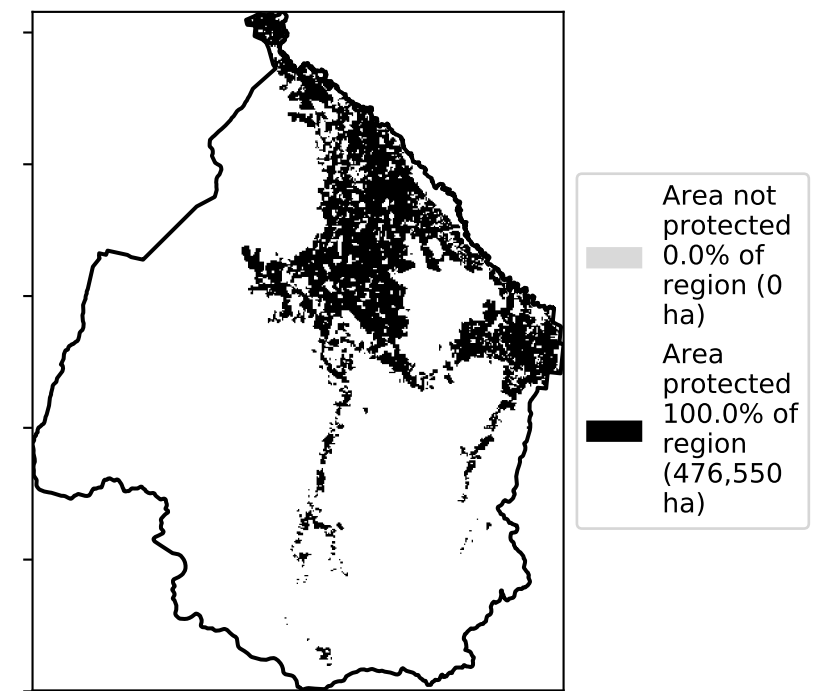 Area not
protected
0.0% of
region (0
ha)
Area
protected
100.0% of
region
(476,550
ha)